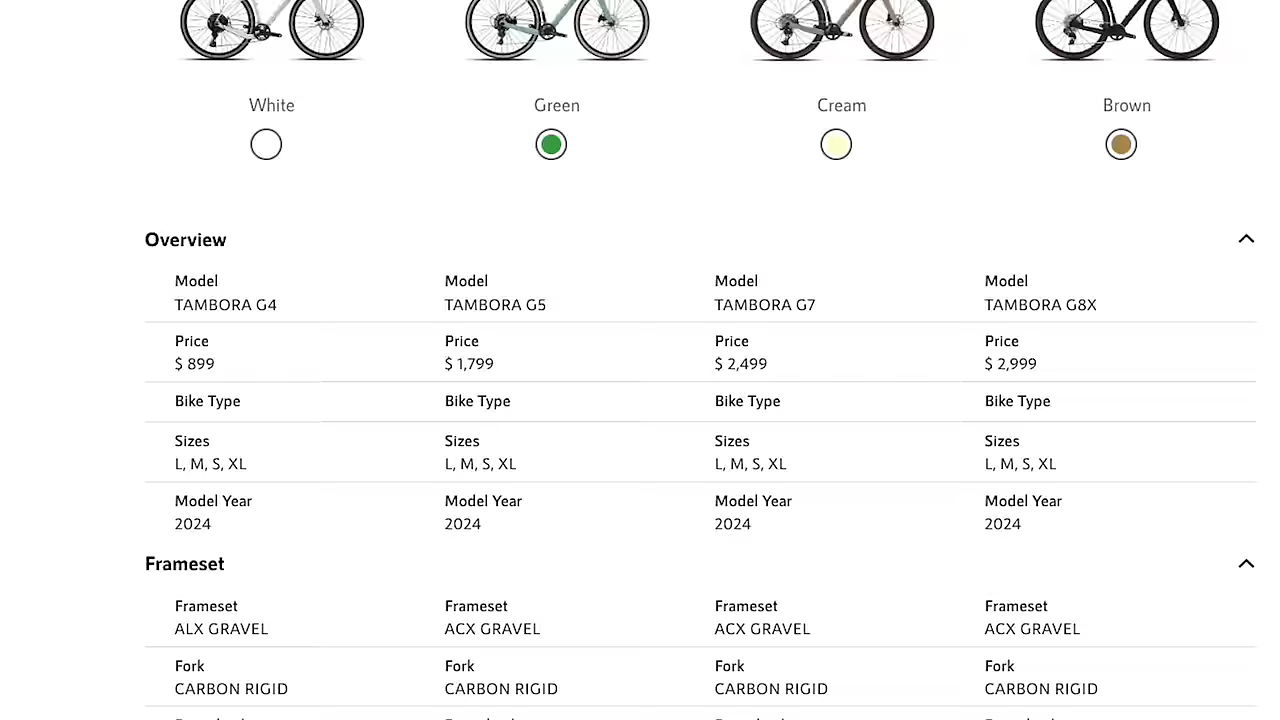 White Green Cream Brown
Overview
Model Model Model Model
TAMBORA G4 TAMBORA G5 TAMBORA G7 TAMBORA G8X
Price Price Price Price
$ 899 $ 1,799 $ 2,499 $ 2,999
Bike Type Bike Type Bike Type Bike Type
Sizes Sizes Sizes Sizes
L, M, S, XL L, M, S, XL L, M, S, XL L, M, S, XL
Model Year Model Year Model Year Model Year
2024 2024 2024 2024
Frameset
Frameset Frameset Frameset Frameset
ALX GRAVEL ACX GRAVEL ACX GRAVEL ACX GRAVEL
Fork Fork Fork Fork
CARBON RIGID CARBON RIGID CARBON RIGID CARBON RIGID